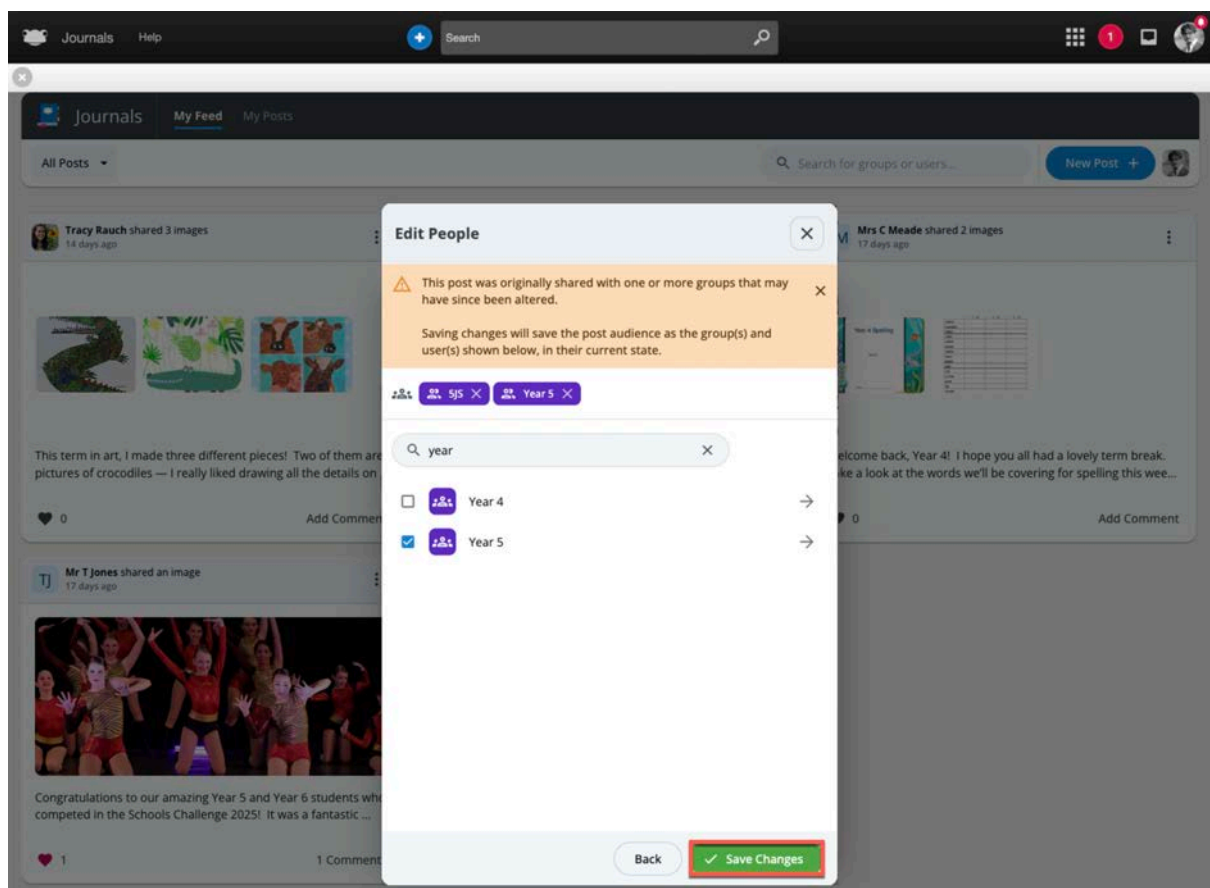 Journals Help Search 1
Journals My Feed My Posts
All Posts Search for groups or users... New Post +
Tracy Rauch shared 3 images
14 days ago
This term in art, I made three different pieces! Two of them are
pictures of crocodiles — I really liked drawing all the details on
0 Add Commen
Mr T Jones shared an image
TJ
17 days ago
Congratulations to our amazing Year 5 and Year 6 students who
competed in the Schools Challenge 2025! It was a fantastic ...
1 1 Comment
Edit People
This post was originally shared with one or more groups that may
have since been altered.
Saving changes will save the post audience as the group(s) and
user(s) shown below, in their current state.
5JS Year 5
year
Year 4
Year 5
Back Save Changes
M Mrs C Meade shared 2 images
17 days ago
Year 4 Spelling
elcome back, Year 4! I hope you all had a lovely term break.
ke a look at the words we'll be covering for spelling this wee...
0 Add Comment